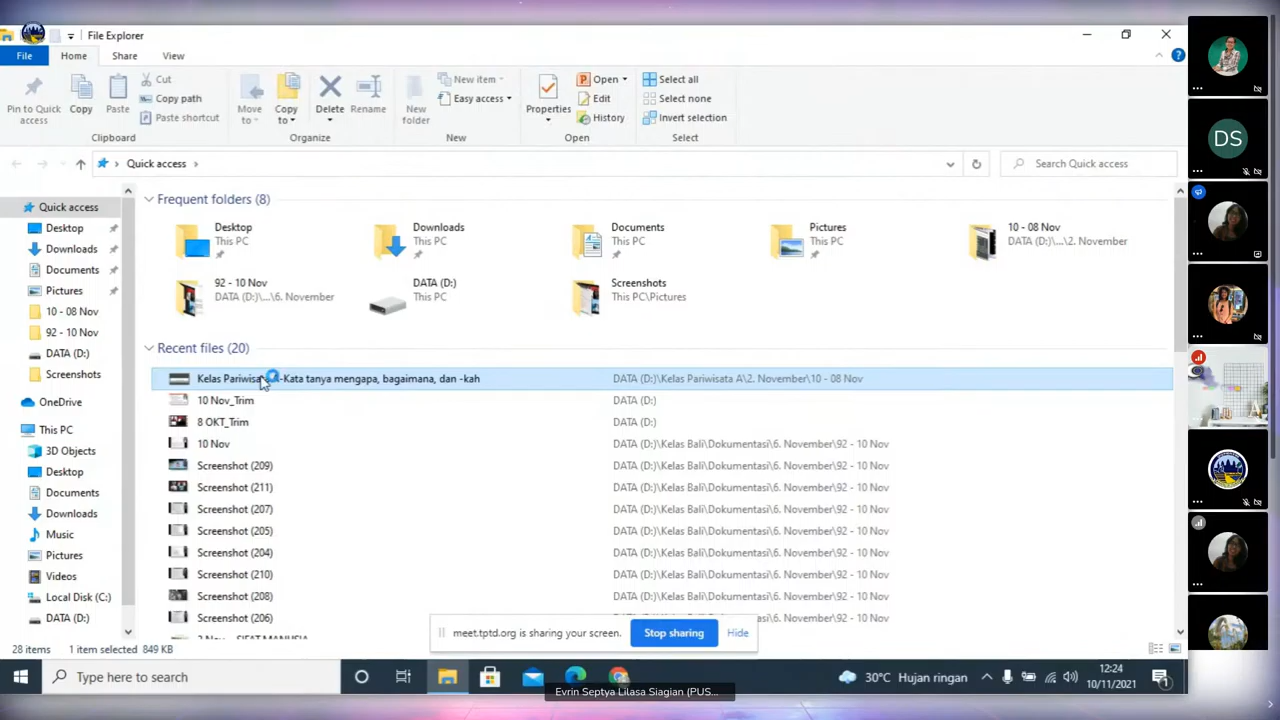 File Explorer
File
Home
Share
View
Pin to Quick access
Copy
Paste
Cut
Copy path
Paste shortcut
Clipboard
Move to
Copy to
Delete
Rename
Organize
New folder
New item
Easy access
New
Properties
Open
Edit
History
Open
Select all
Select none
Invert selection
Select
Quick access
Search Quick access
Quick access
Desktop
Downloads
Documents
Pictures
10 - 08 Nov
92 - 10 Nov
DATA (D:)
Screenshots
OneDrive
This PC
3D Objects
Desktop
Documents
Downloads
Music
Pictures
Videos
Local Disk (C:)
DATA (D:)
Frequent folders (8)
Desktop
This PC
Downloads
This PC
Documents
This PC
Pictures
This PC
10 - 08 Nov
DATA (D:)\...\2. November
92 - 10 Nov
DATA (D:)\...\6. November
DATA (D:)
This PC
Screenshots
This PC\Pictures
Recent files (20)
-Kata tanya mengapa, bagaimana, dan -kah DATA (D:)\Kelas Pariwisata A\2. November\10 - 08 Nov
10 Nov_Trim DATA (D:)
8 OKT_Trim DATA (D:)
10 Nov DATA (D:)\Kelas Bali\Dokumentasi\6. November\92 - 10 Nov
Screenshot (209) DATA (D:)\Kelas Bali\Dokumentasi\6. November\92 - 10 Nov
Screenshot (211) DATA (D:)\Kelas Bali\Dokumentasi\6. November\92 - 10 Nov
Screenshot (207) DATA (D:)\Kelas Bali\Dokumentasi\6. November\92 - 10 Nov
Screenshot (205) DATA (D:)\Kelas Bali\Dokumentasi\6. November\92 - 10 Nov
Screenshot (204) DATA (D:)\Kelas Bali\Dokumentasi\6. November\92 - 10 Nov
Screenshot (210) DATA (D:)\Kelas Bali\Dokumentasi\6. November\92 - 10 Nov
Screenshot (208) DATA (D:)\Kelas Bali\Dokumentasi\6. November\92 - 10 Nov
Screenshot (206) \Dokumentasi\6. November\92 - 10 Nov
meet.tptd.org is sharing your screen.
Stop sharing
Hide
28 items 1 item selected 849 KB
Type here to search
30°C Hujan ringan
12:24
10/11/2021
Evrin Septya Lilasa Siagian (PUS...
DS